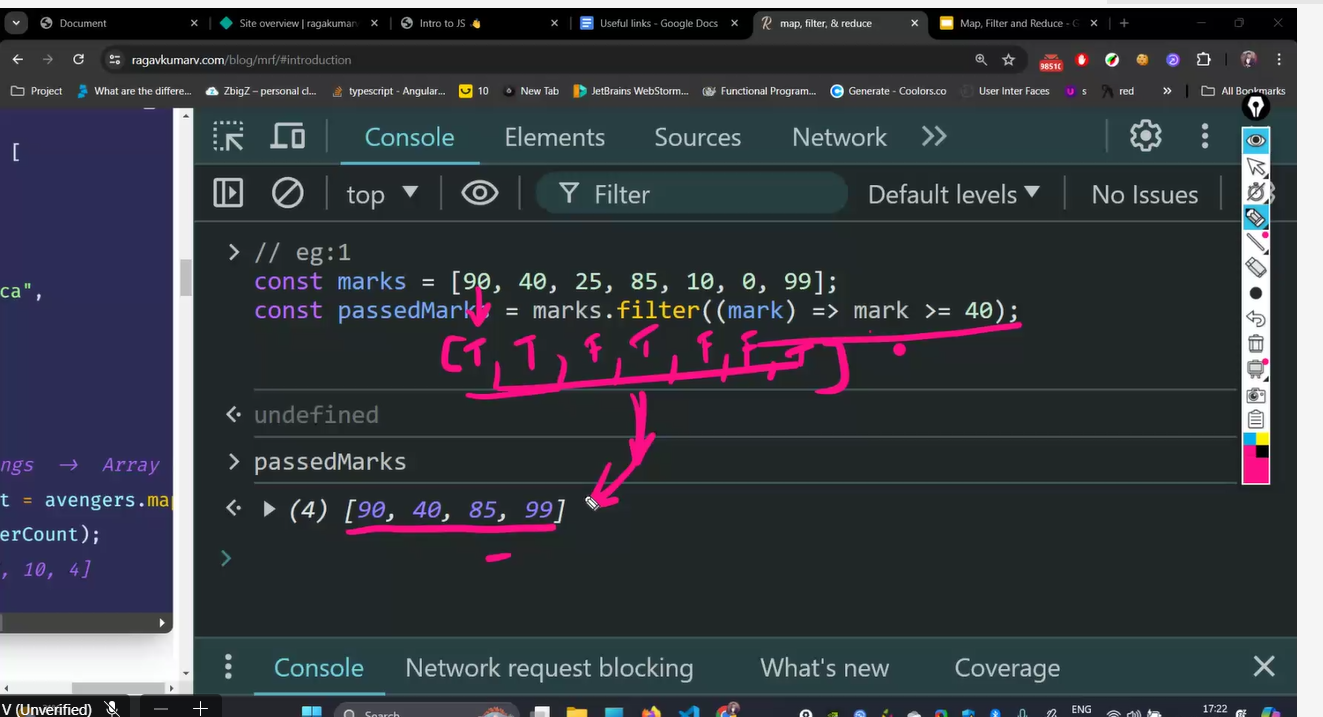 Document
Site overview | ragakumar
Intro to JS
Useful links - Google Docs
map, filter, & reduce
Map, Filter and Reduce - G
ragavkumarv.com/blog/mrf/#introduction
Project
What are the differe...
ZbigZ – personal cl...
typescript - Angular...
10
New Tab
JetBrains WebStorm...
Functional Program...
Generate - Coolors.co
User Inter Faces
s
red
All Bookmarks
[
ca",
ngs → Array
t = avengers.map
erCount);
, 10, 4]
Console
Elements
Sources
Network
top
Filter
Default levels
No Issues
> // eg:1
const marks = [90, 40, 25, 85, 10, 0, 99];
const passedMarks = marks.filter((mark) => mark >= 40);
[T, T, F, T, F, F, T]
undefined
> passedMarks
(4) [90, 40, 85, 99]
>
Console
Network request blocking
What's new
Coverage
V (Unverified)
Search
ENG
17:22